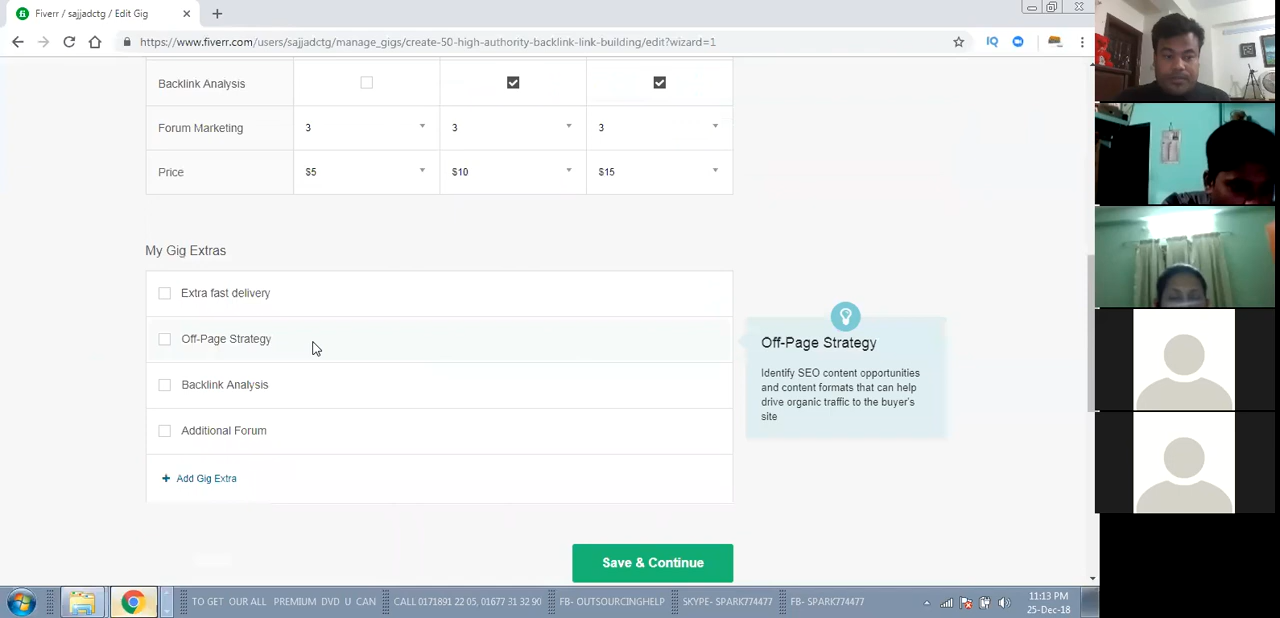 Fiverr / sajjadctg / Edit Gig
https://www.fiverr.com/users/sajjadctg/manage_gigs/create-50-high-authority-backlink-link-building/edit?wizard=1
IQ
Backlink Analysis
Forum Marketing 3 3 3
Price $5 $10 $15
My Gig Extras
Extra fast delivery
Off-Page Strategy
Backlink Analysis
Additional Forum
+ Add Gig Extra
Off-Page Strategy
Identify SEO content opportunities
and content formats that can help
drive organic traffic to the buyer's
site
Save & Continue
TO GET OUR ALL PREMIUM DVD U CAN
CALL 0171891 22 05, 01677 31 32 90
FB- OUTSOURCINGHELP
SKYPE- SPARK774477
FB- SPARK774477
11:13 PM
25-Dec-18